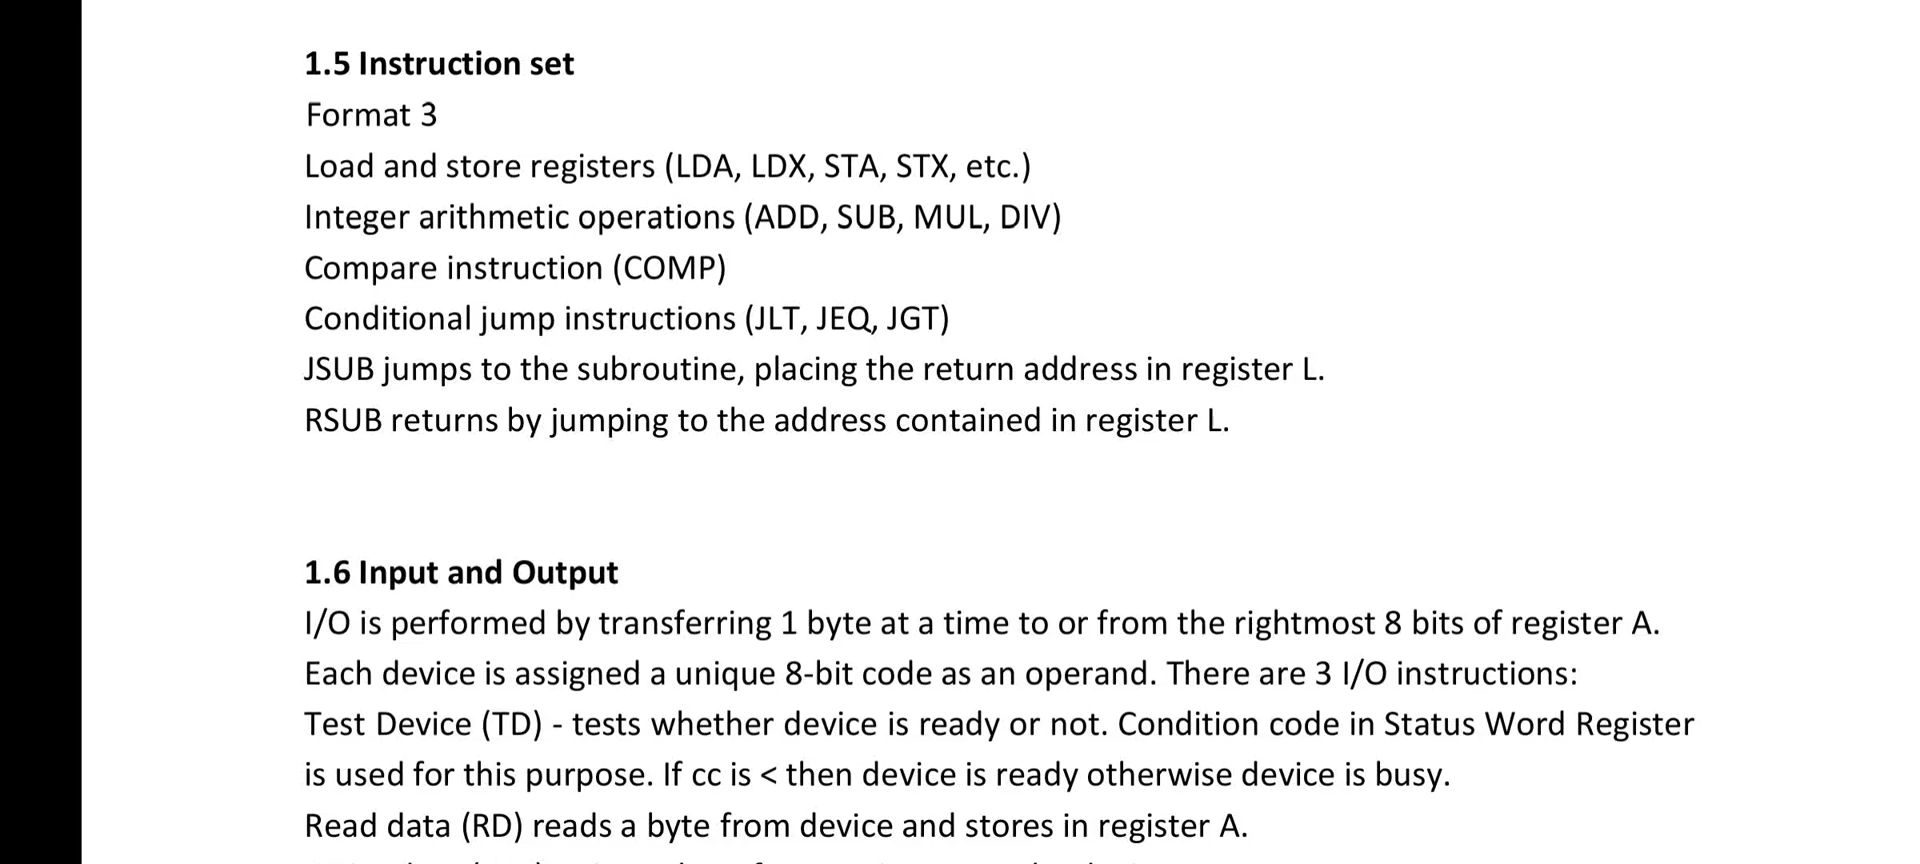 1.5 Instruction set
Format 3
Load and store registers (LDA, LDX, STA, STX, etc.)
Integer arithmetic operations (ADD, SUB, MUL, DIV)
Compare instruction (COMP)
Conditional jump instructions (JLT, JEQ, JGT)
JSUB jumps to the subroutine, placing the return address in register L.
RSUB returns by jumping to the address contained in register L.
1.6 Input and Output
I/O is performed by transferring 1 byte at a time to or from the rightmost 8 bits of register A.
Each device is assigned a unique 8-bit code as an operand. There are 3 I/O instructions:
Test Device (TD) - tests whether device is ready or not. Condition code in Status Word Register
is used for this purpose. If cc is < then device is ready otherwise device is busy.
Read data (RD) reads a byte from device and stores in register A.